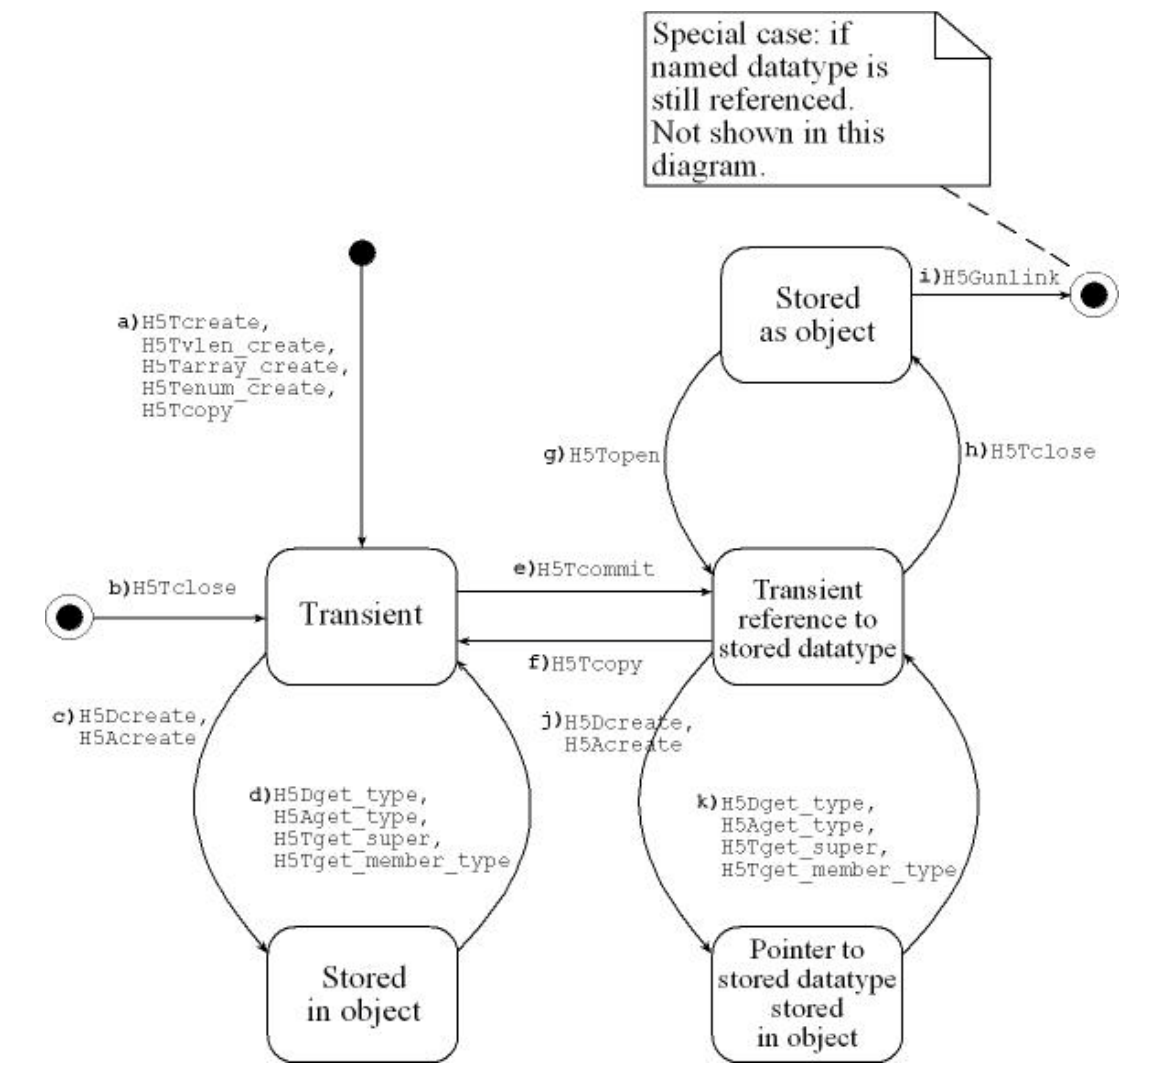 Special case: if
named datatype is
still referenced.
Not shown in this
diagram.
a)H5Tcreate,
H5Tvlen_create,
H5Tarray_create,
H5Tenum_create,
H5Tcopy
Stored
as object
i)H5Gunlink
g)H5Topen
h)H5Tclose
b)H5Tclose
Transient
e)H5Tcommit
f)H5Tcopy
Transient
reference to
stored datatype
c)H5Dcreate,
H5Acreate
d)H5Dget_type,
H5Aget_type,
H5Tget_super,
H5Tget_member_type
j)H5Dcreate,
H5Acreate
k)H5Dget_type,
H5Aget_type,
H5Tget_super,
H5Tget_member_type
Stored
in object
Pointer to
stored datatype
stored
in object